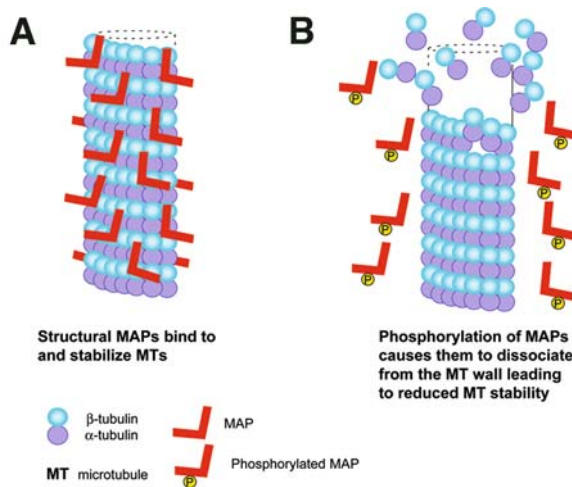 A
B
P
P
P
P
P
P
P
P
Structural MAPs bind to
and stabilize MTs
Phosphorylation of MAPs
causes them to dissociate
from the MT wall leading
to reduced MT stability
β-tubulin
α-tubulin
MAP
MT microtubule
Phosphorylated MAP
P